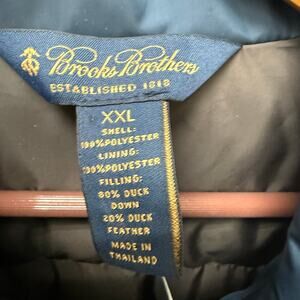 Brooks Brothers
ESTABLISHED 1818
XXL
SHELL:
100%POLYESTER
LINING:
100%POLYESTER
FILLING:
80% DUCK
DOWN
20% DUCK
FEATHER
MADE IN
THAILAND